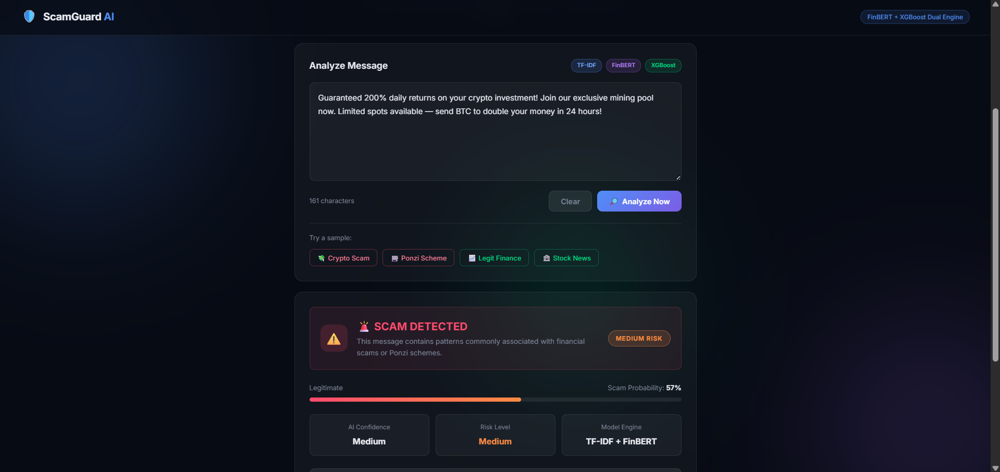 ScamGuard AI
FinBERT + XGBoost Dual Engine
Analyze Message
TF-IDF
FinBERT
XGBoost
Guaranteed 200% daily returns on your crypto investment! Join our exclusive mining pool
now. Limited spots available — send BTC to double your money in 24 hours!
161 characters
Clear
Analyze Now
Try a sample:
Crypto Scam
Ponzi Scheme
Legit Finance
Stock News
SCAM DETECTED
This message contains patterns commonly associated with financial
scams or Ponzi schemes.
MEDIUM RISK
Legitimate
Scam Probability: 57%
AI Confidence
Medium
Risk Level
Medium
Model Engine
TF-IDF + FinBERT